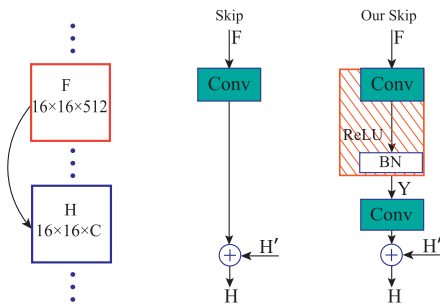 F
16×16×512
H
16×16×C
Skip
F
Conv
H′
H
Our Skip
F
Conv
ReLU
BN
Y
Conv
H′
H